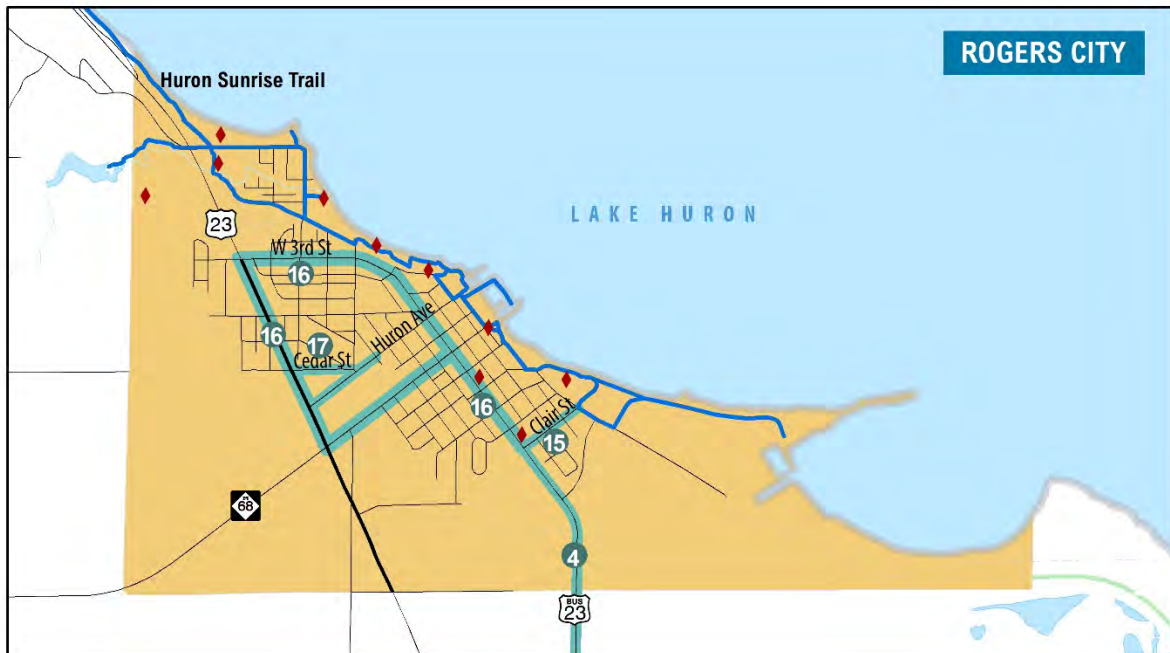 ROGERS CITY
Huron Sunrise Trail
LAKE HURON
23
W 3rd St
16
Huron Ave
16
17
Cedar St
16
Clair St
15
M
68
4
BUS
23